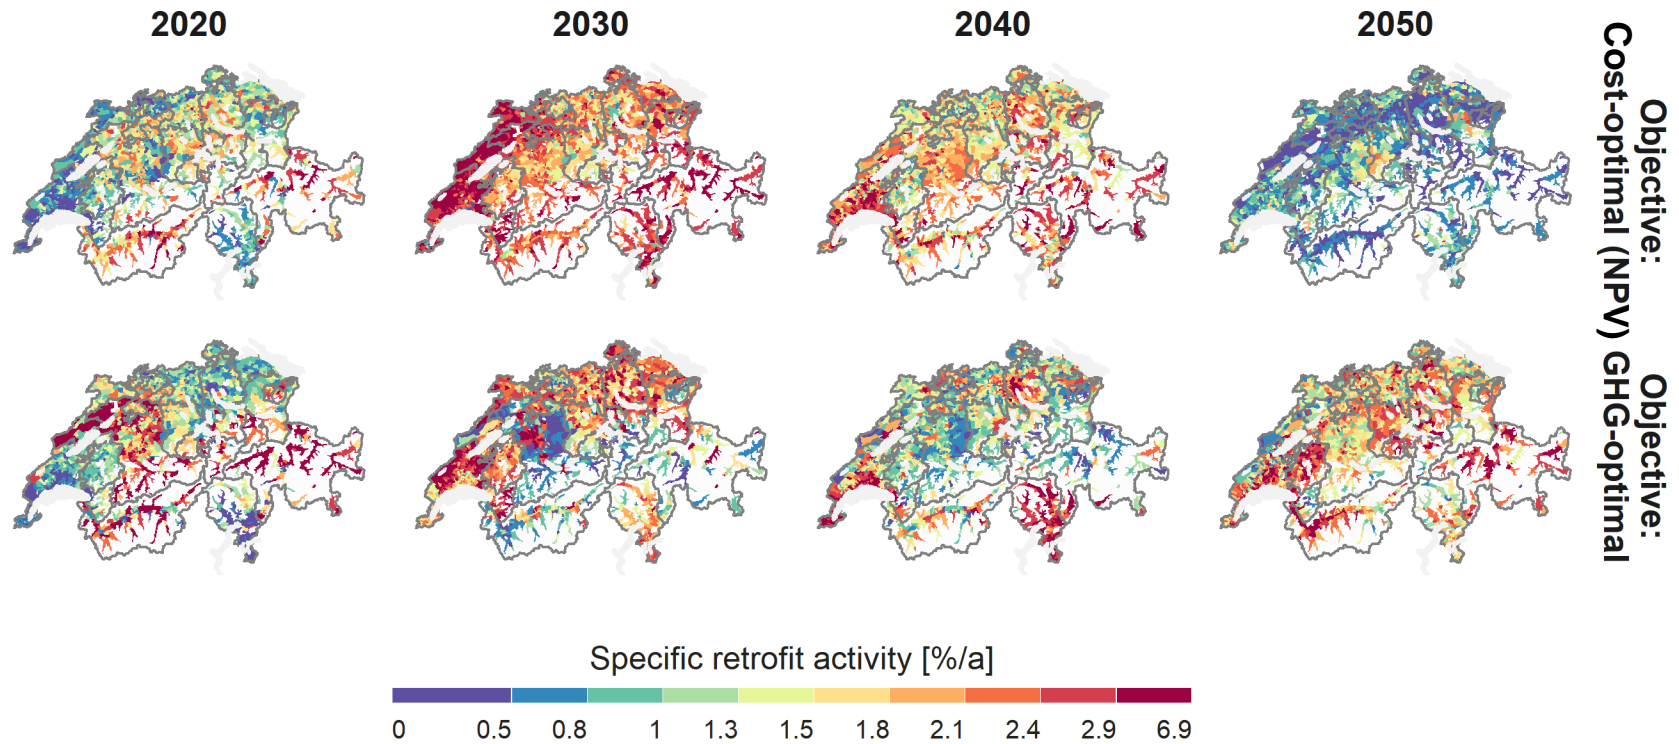 2020 2030 2040 2050
Objective:
Cost-optimal (NPV)
Objective:
GHG-optimal
Specific retrofit activity [%/a]
0 0.5 0.8 1 1.3 1.5 1.8 2.1 2.4 2.9 6.9